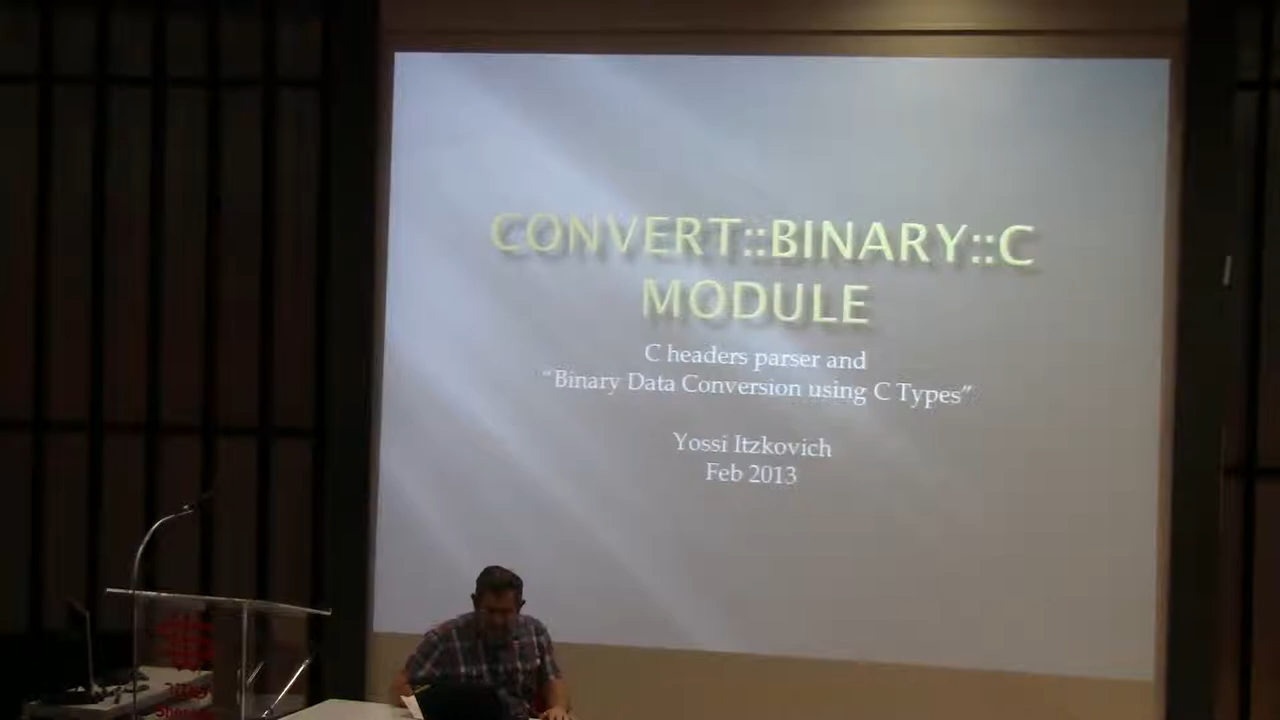 CONVERT::BINARY::C
MODULE
C headers parser and
“Binary Data Conversion using C Types”
Yossi Itzkovich
Feb 2013